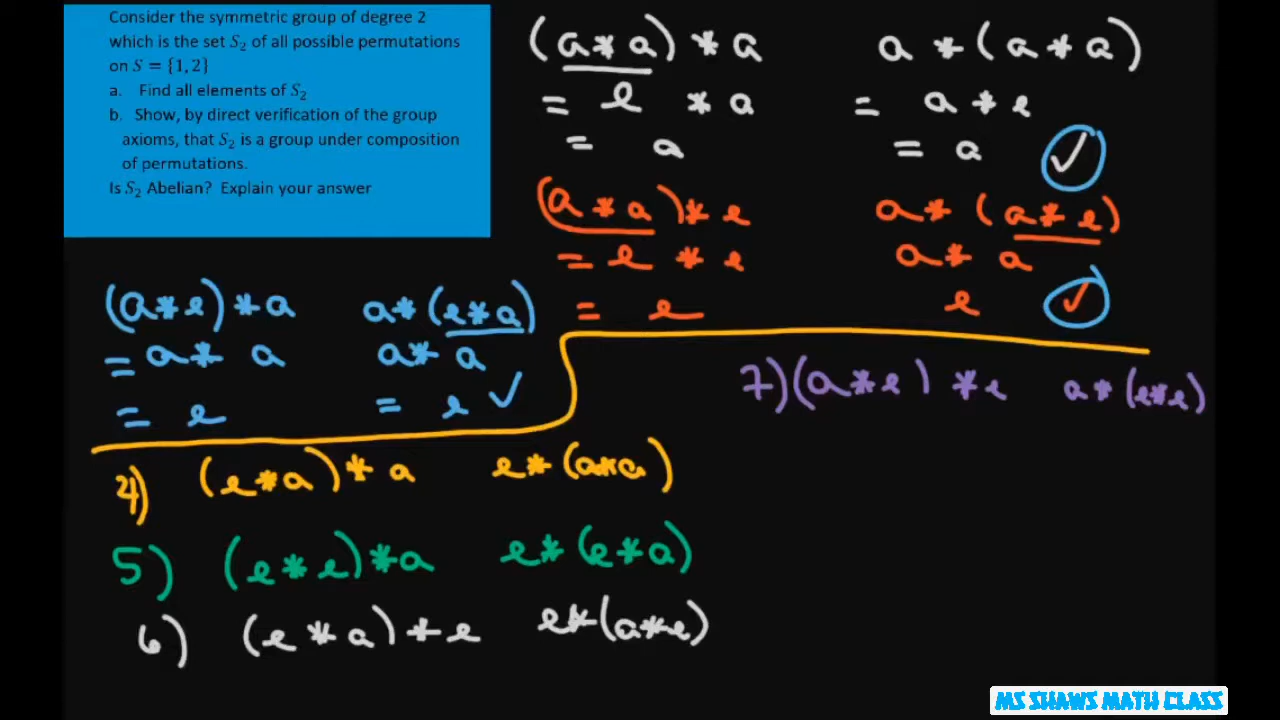 Consider the symmetric group of degree 2
which is the set S₂ of all possible permutations
on S = {1,2}
a. Find all elements of S₂
b. Show, by direct verification of the group
axioms, that S₂ is a group under composition
of permutations.
Is S₂ Abelian? Explain your answer
(a * a) * a
= e * a
= a
a * (a * a)
= a * e
= a ✓
(a * a) * e
= e * e
= e
a * (a * e)
a * a
e ✓
(a * e) * a
= a * a
= e
a * (e * a)
a * a
= e ✓
7) (a * e) * e a * (e * e)
4) (e * a) * a e * (a * a)
5) (e * e) * a e * (e * a)
6) (e * a) * e e * (a * e)
MS SHAWS MATH CLASS